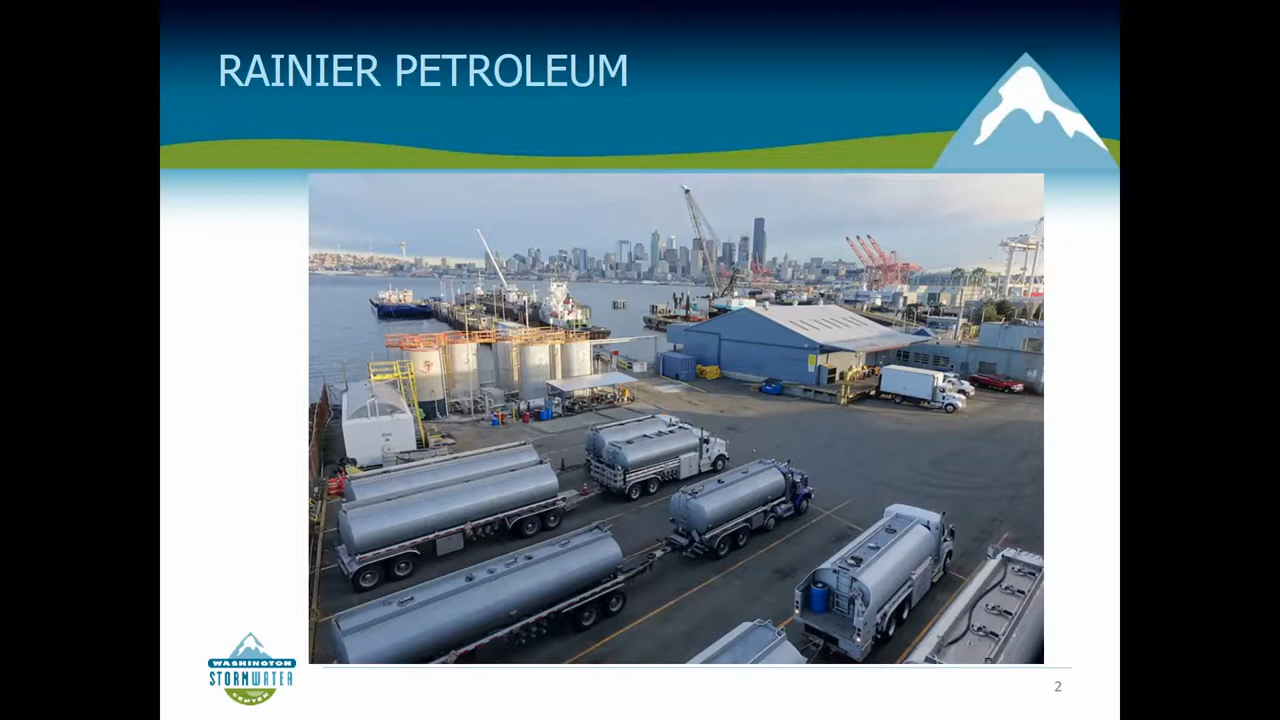 RAINIER PETROLEUM
WASHINGTON
STORMWATER
CENTER
2